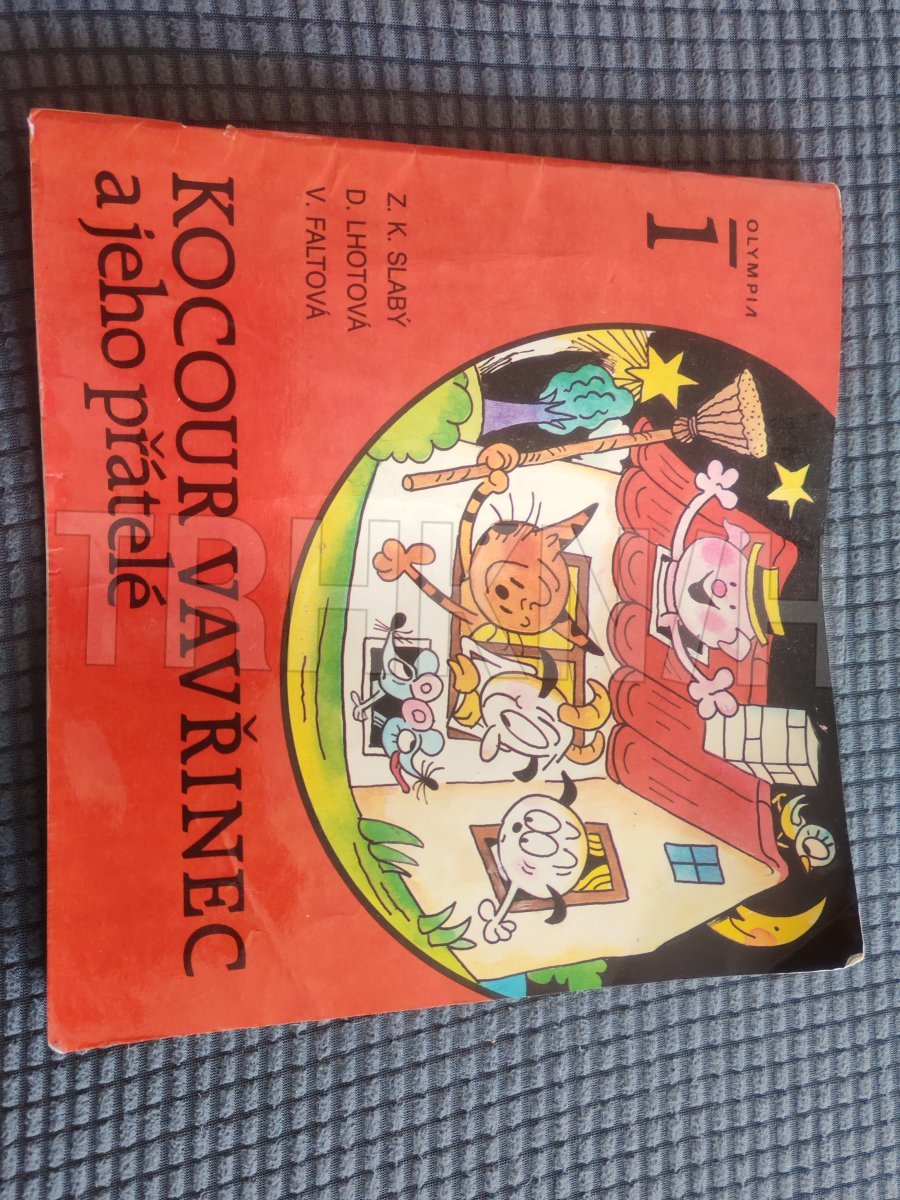 OLYMPIA
1
Z. K. SLABÝ
D. LHOTOVÁ
V. FALTOVÁ
KOCOUR VAVŘINEC
a jeho přátelé